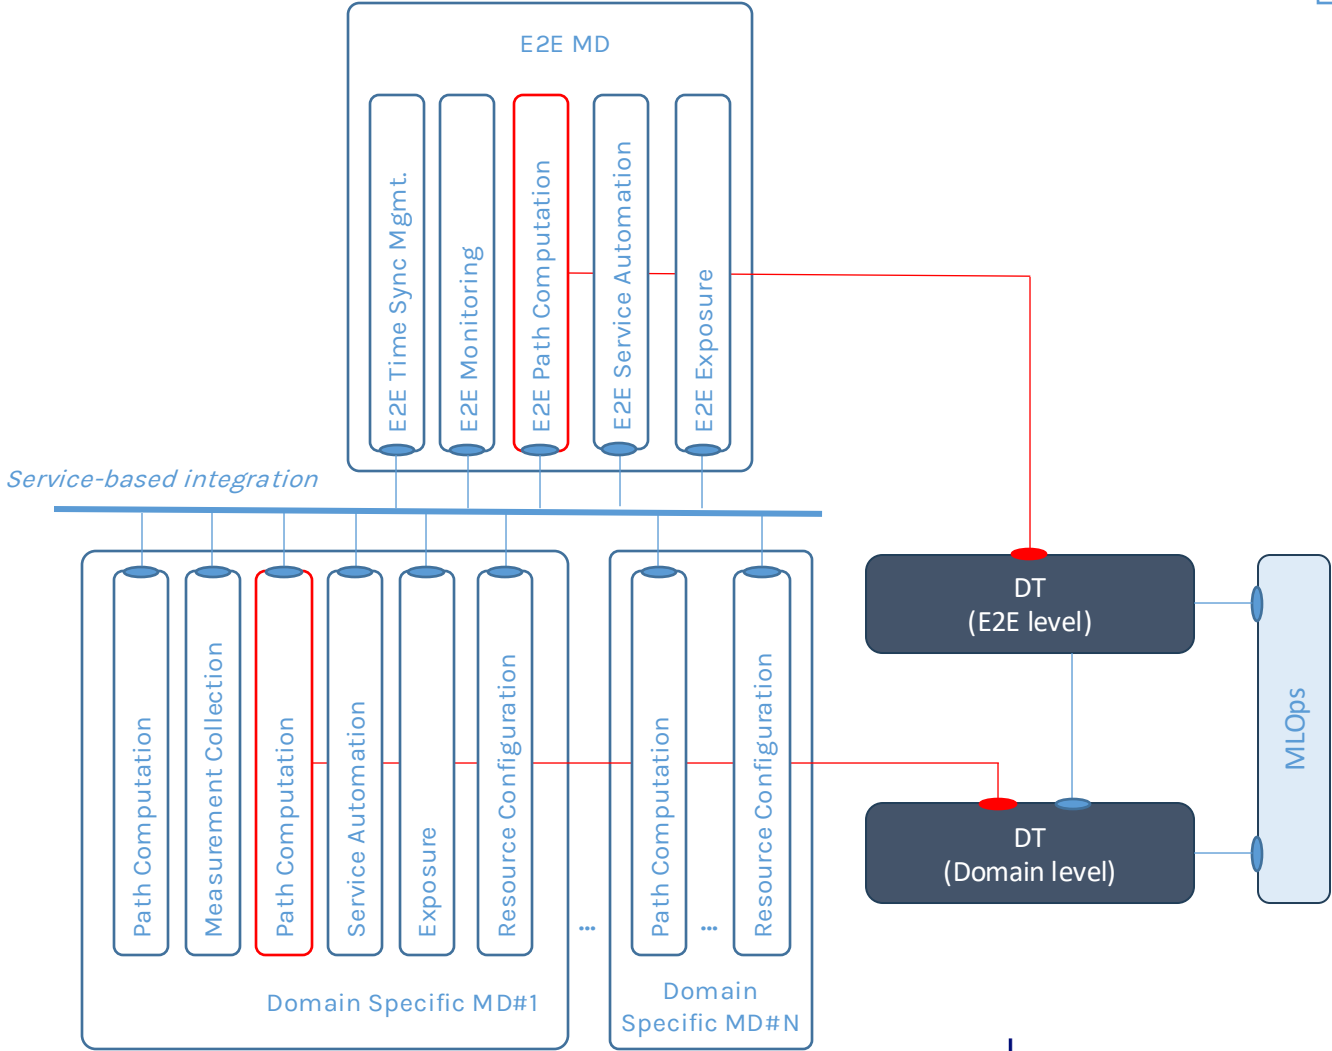 E2E MD
E2E Time Sync Mgmt.
E2E Monitoring
E2E Path Computation
E2E Service Automation
E2E Exposure
Service-based integration
Path Computation
Measurement Collection
Path Computation
Service Automation
Exposure
Resource Configuration
...
Path Computation
...
Resource Configuration
Domain Specific MD#1
Domain
Specific MD#N
DT
(E2E level)
DT
(Domain level)
MLOps